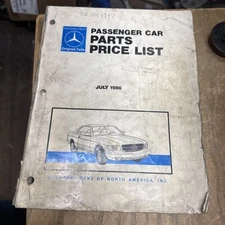 PASSENGER CAR
PARTS
PRICE LIST
JULY 1986
BENZ OF NORTH AMERICA, INC.